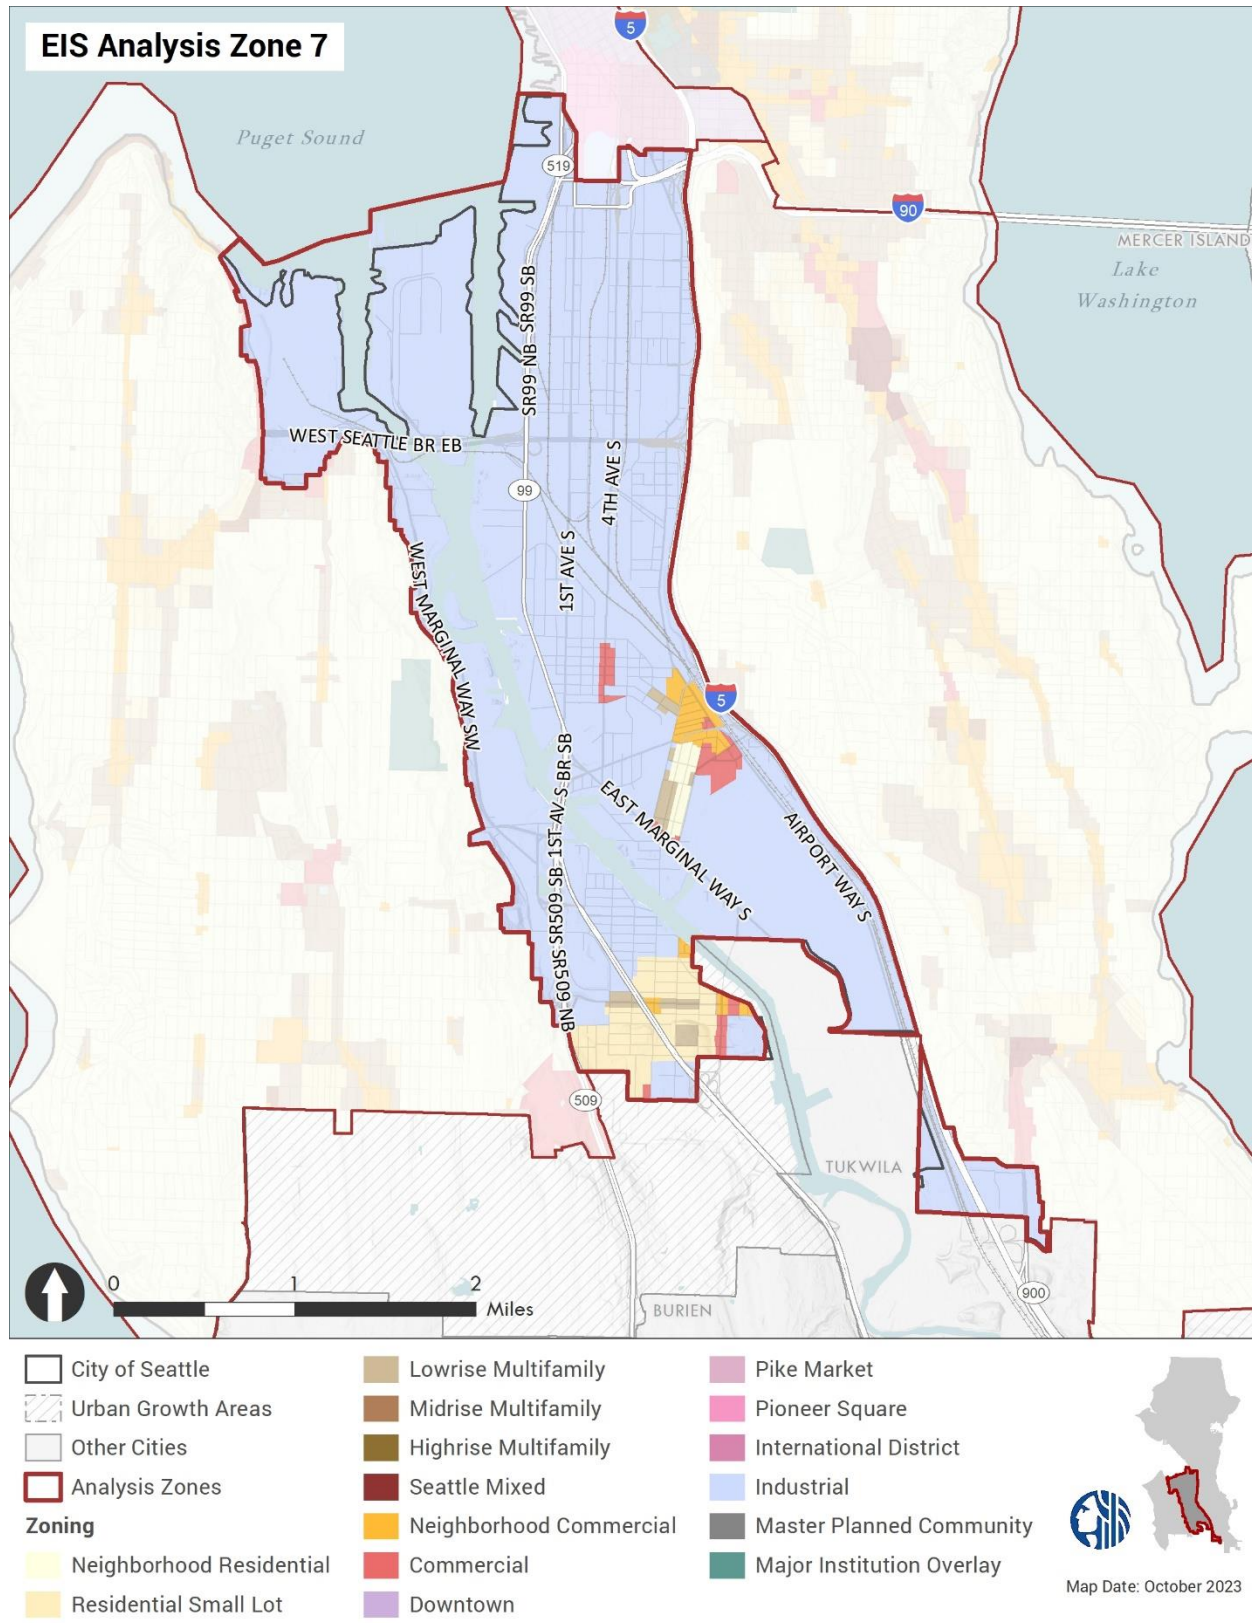 EIS Analysis Zone 7
5
Puget Sound
519
90
MERCER ISLAND
Lake
Washington
SR99 NB SR99 SB
WEST SEATTLE BR EB
4TH AVE S
99
1ST AVE S
WEST MARGINAL WAY SW
5
SR509 NB SR509 SB 1ST AV S BR SB
EAST MARGINAL WAY S
AIRPORT WAY S
509
TUKWILA
0 1 2
Miles
900
BURIEN
City of Seattle
Urban Growth Areas
Other Cities
Analysis Zones
Zoning
Neighborhood Residential
Residential Small Lot
Lowrise Multifamily
Midrise Multifamily
Highrise Multifamily
Seattle Mixed
Neighborhood Commercial
Commercial
Downtown
Pike Market
Pioneer Square
International District
Industrial
Master Planned Community
Major Institution Overlay
Map Date: October 2023